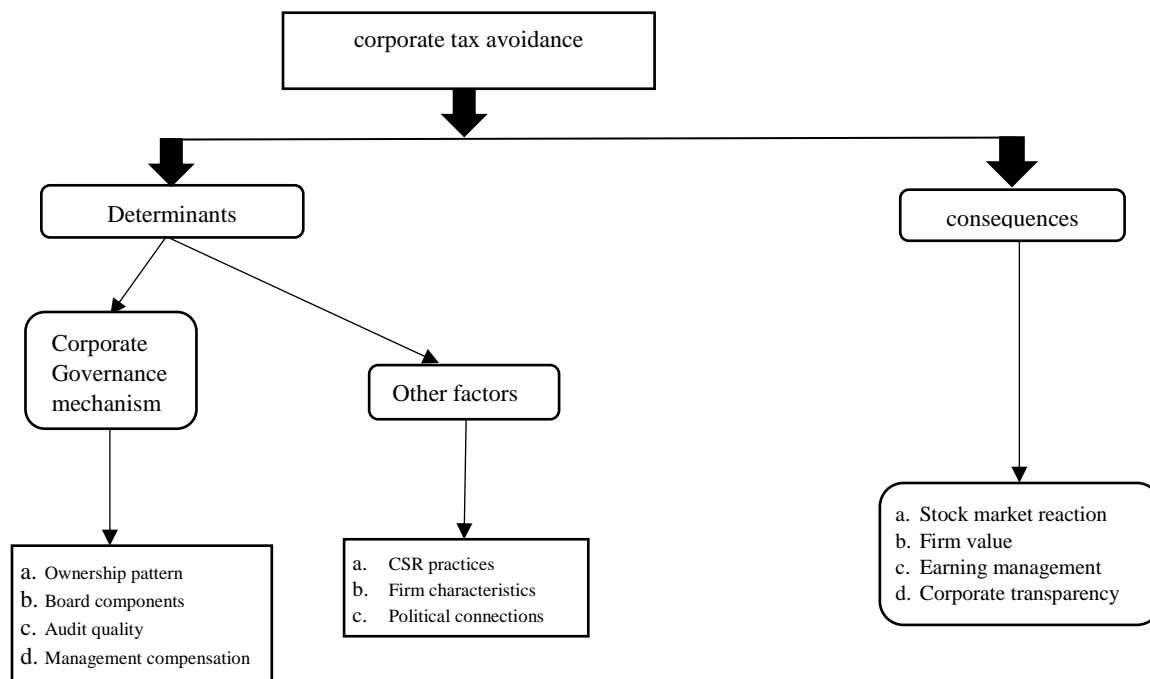 corporate tax avoidance
Determinants
consequences
Corporate
Governance
mechanism
Other factors
a. Ownership pattern
b. Board components
c. Audit quality
d. Management compensation
a. CSR practices
b. Firm characteristics
c. Political connections
a. Stock market reaction
b. Firm value
c. Earning management
d. Corporate transparency